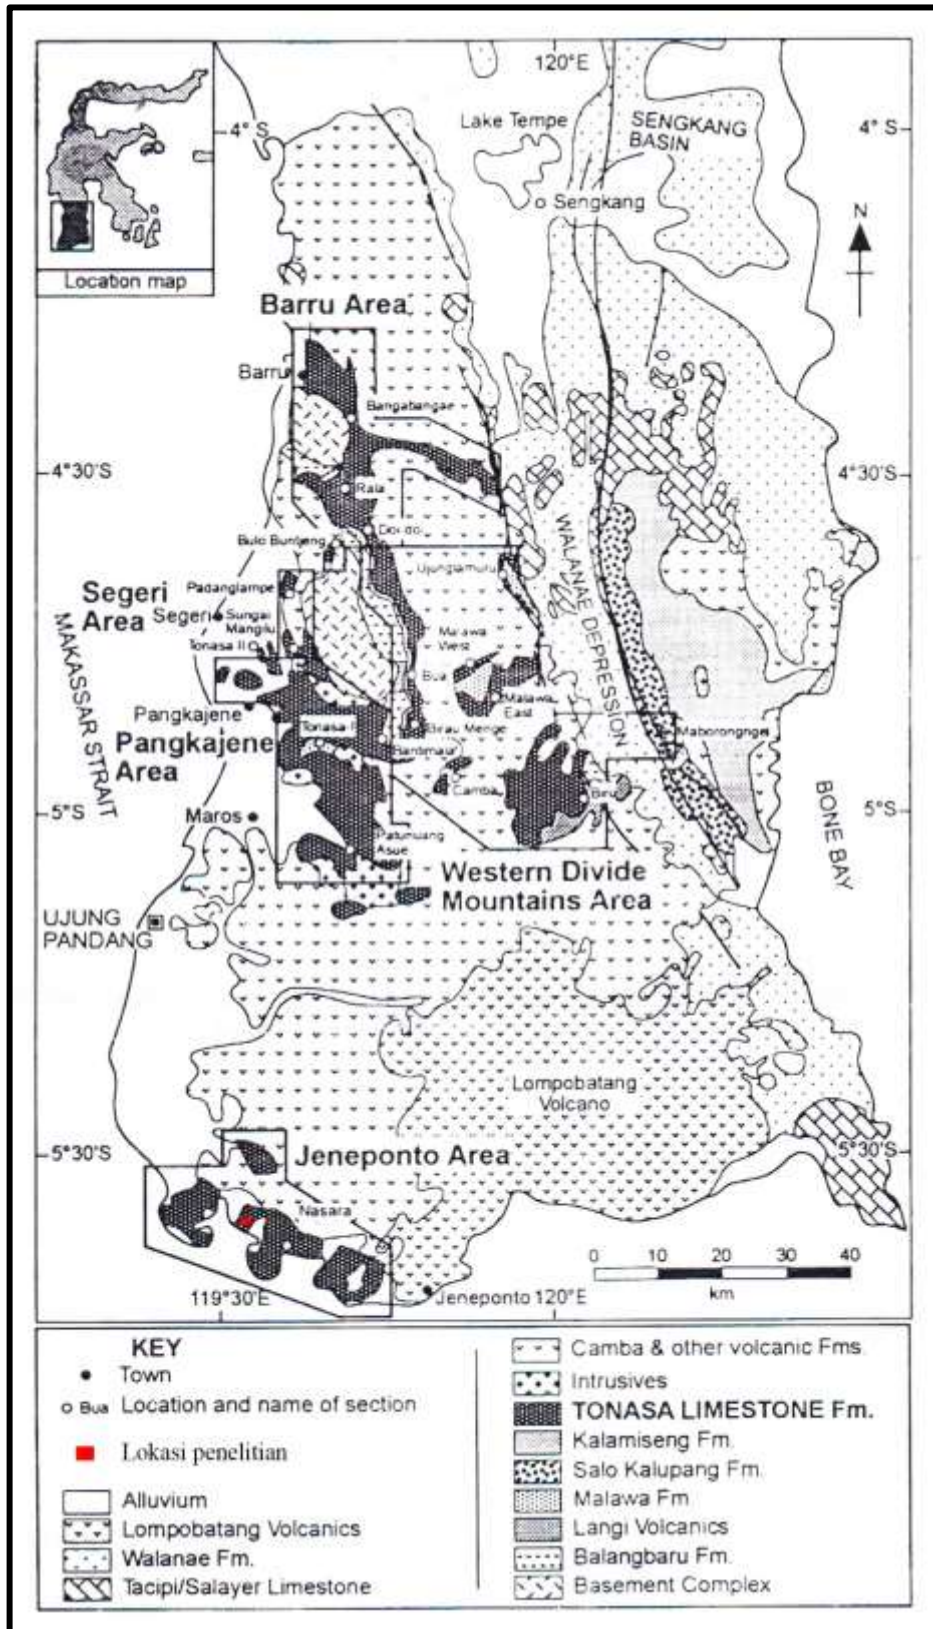 120°E
Lake Tempe
SENGKANG
BASIN
4° S
4° S
Sengkang
N
Location map
Barru Area
Barru
Bangabangae
4°30'S
4°30'S
Rala
Doi-doi
Bulo Buntjeng
Ujunglamuru
WALANAE DEPRESSION
Segeri
Area
Padanglampe
Segeri
Sungai
Mangilu
Tonasa II
Malawa
West
Bua
Malawa
East
MAKASSAR STRAIT
Pangkajene
Pangkajene
Area
Tonasa I
Birau Menge
Bantimala
Maborongnge
Camba
Biru
5°S
5°S
Maros
Patunuang
Asue
BONE BAY
Western Divide
Mountains Area
UJUNG
PANDANG
Lompobatang
Volcano
5°30'S
5°30'S
Jeneponto Area
Nasara
0 10 20 30 40
km
119°30'E
Jeneponto
120°E
KEY
Town
Bua Location and name of section
Lokasi penelitian
Alluvium
Lompobatang Volcanics
Walanae Fm.
Tacipi/Salayer Limestone
Camba & other volcanic Fms.
Intrusives
TONASA LIMESTONE Fm.
Kalamiseng Fm.
Salo Kalupang Fm.
Malawa Fm
Langi Volcanics
Balangbaru Fm.
Basement Complex